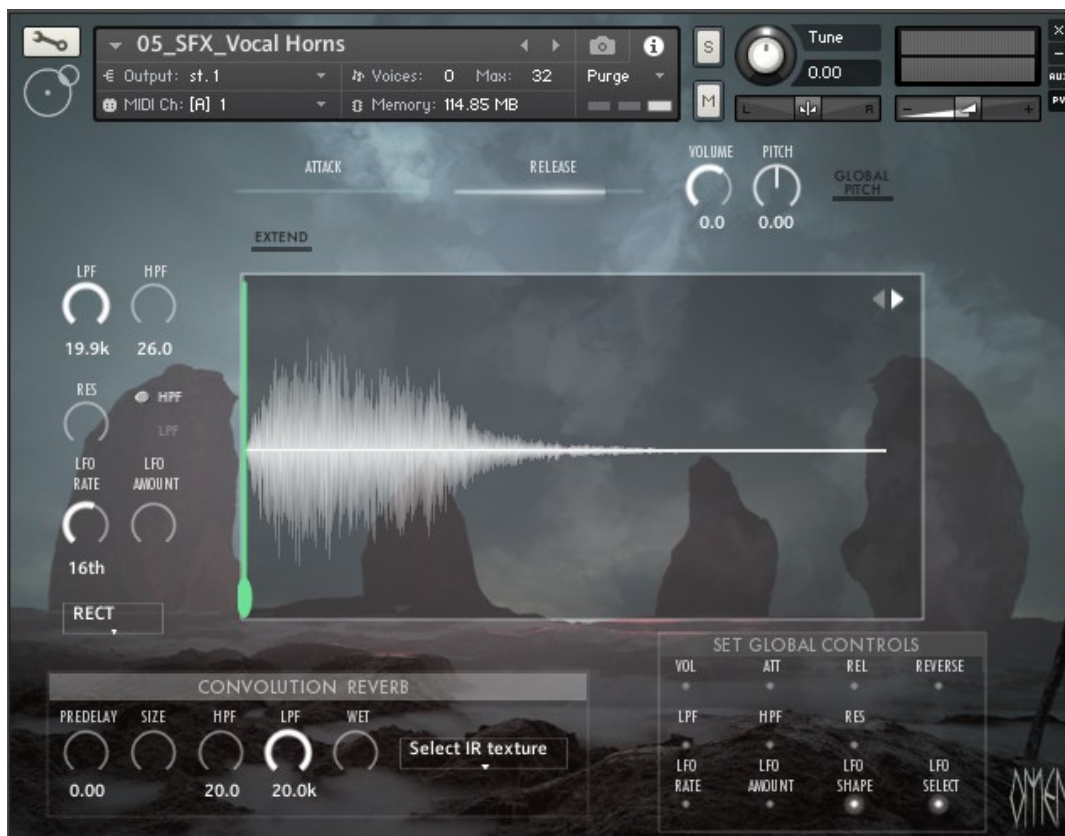 05_SFX_Vocal Horns
Output: st.1
Voices: 0 Max: 32
Purge
MIDI Ch: [A] 1
Memory: 114.85 MB
S
M
Tune
0.00
L
R
-
+
×
-
AUX
PV
ATTACK
RELEASE
VOLUME
0.0
PITCH
0.00
GLOBAL
PITCH
EXTEND
LPF
HPF
19.9k
26.0
RES
HPF
LPF
LFO
RATE
LFO
AMOUNT
16th
RECT
CONVOLUTION REVERB
PREDELAY
SIZE
HPF
LPF
WET
Select IR texture
0.00
20.0
20.0k
SET GLOBAL CONTROLS
VOL
ATT
REL
REVERSE
LPF
HPF
RES
LFO
RATE
LFO
AMOUNT
LFO
SHAPE
LFO
SELECT
OMEN